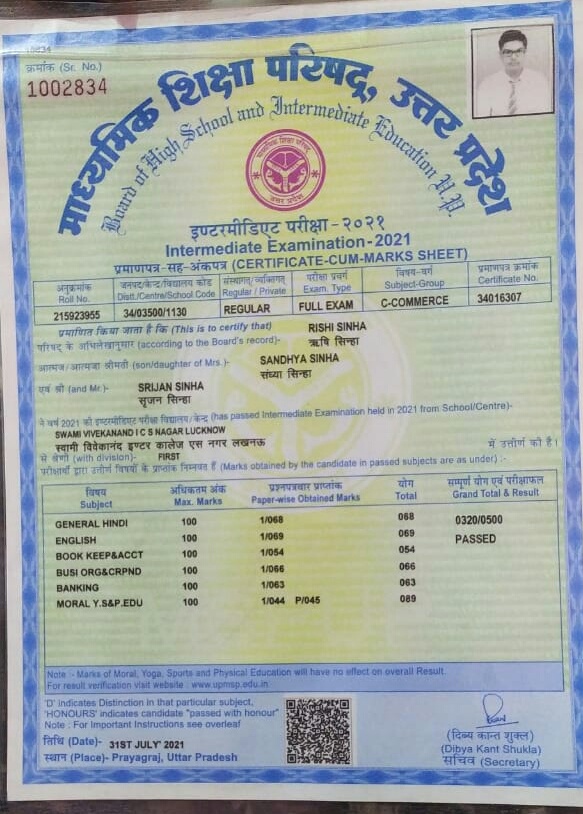 10834
क्रमांक (Sr. No.)
1002834
माध्यमिक शिक्षा परिषद्, उत्तर प्रदेश
Board of High School and Intermediate Education U.P.
माध्यमिक शिक्षा परिषद्
उत्तर प्रदेश
इण्टरमीडिएट परीक्षा-२०२१
Intermediate Examination-2021
प्रमाणपत्र-सह-अंकपत्र (CERTIFICATE-CUM-MARKS SHEET)
अनुक्रमांक जनपद/केन्द्र/विद्यालय कोड संस्थागत/व्यक्तिगत परीक्षा प्रवर्ग विषय-वर्ग प्रमाणपत्र क्रमांक
Roll No. Distt./Centre/School Code Regular / Private Exam. Type Subject-Group Certificate No.
215923955 34/03500/1130 REGULAR FULL EXAM C-COMMERCE 34016307
प्रमाणित किया जाता है कि (This is to certify that) RISHI SINHA
परिषद के अभिलेखानुसार (according to the Board's record)- ऋषि सिन्हा
आत्मज/आत्मजा श्रीमती (son/daughter of Mrs.)- SANDHYA SINHA
संध्या सिन्हा
एवं श्री (and Mr.)- SRIJAN SINHA
सृजन सिन्हा
ने वर्ष 2021 की इण्टरमीडिएट परीक्षा विद्यालय/केन्द्र (has passed Intermediate Examination held in 2021 from School/Centre)-
SWAMI VIVEKANAND I C S NAGAR LUCKNOW
स्वामी विवेकानंद इण्टर कालेज एस नगर लखनऊ में उत्तीर्ण की है।
से श्रेणी (with division)- FIRST
परीक्षार्थी द्वारा उत्तीर्ण विषयों के प्राप्तांक निम्नवत हैं (Marks obtained by the candidate in passed subjects are as under) :-
विषय अधिकतम अंक प्रश्नपत्रवार प्राप्तांक योग सम्पूर्ण योग एवं परीक्षाफल
Subject Max. Marks Paper-wise Obtained Marks Total Grand Total & Result
GENERAL HINDI 100 1/068 068 0320/0500
ENGLISH 100 1/069 069 PASSED
BOOK KEEP&ACCT 100 1/054 054
BUSI ORG&CRPND 100 1/066 066
BANKING 100 1/063 063
MORAL Y.S&P.EDU 100 1/044 P/045 089
Note :- Marks of Moral, Yoga, Sports and Physical Education will have no effect on overall Result.
For result verification visit website : www.upmsp.edu.in
'D' indicates Distinction in that particular subject,
'HONOURS' indicates candidate "passed with honour"
Note : For Important Instructions see overleaf
तिथि (Date)- 31ST JULY' 2021
स्थान (Place)- Prayagraj, Uttar Pradesh
(दिब्य कान्त शुक्ल)
(Dibya Kant Shukla)
सचिव (Secretary)